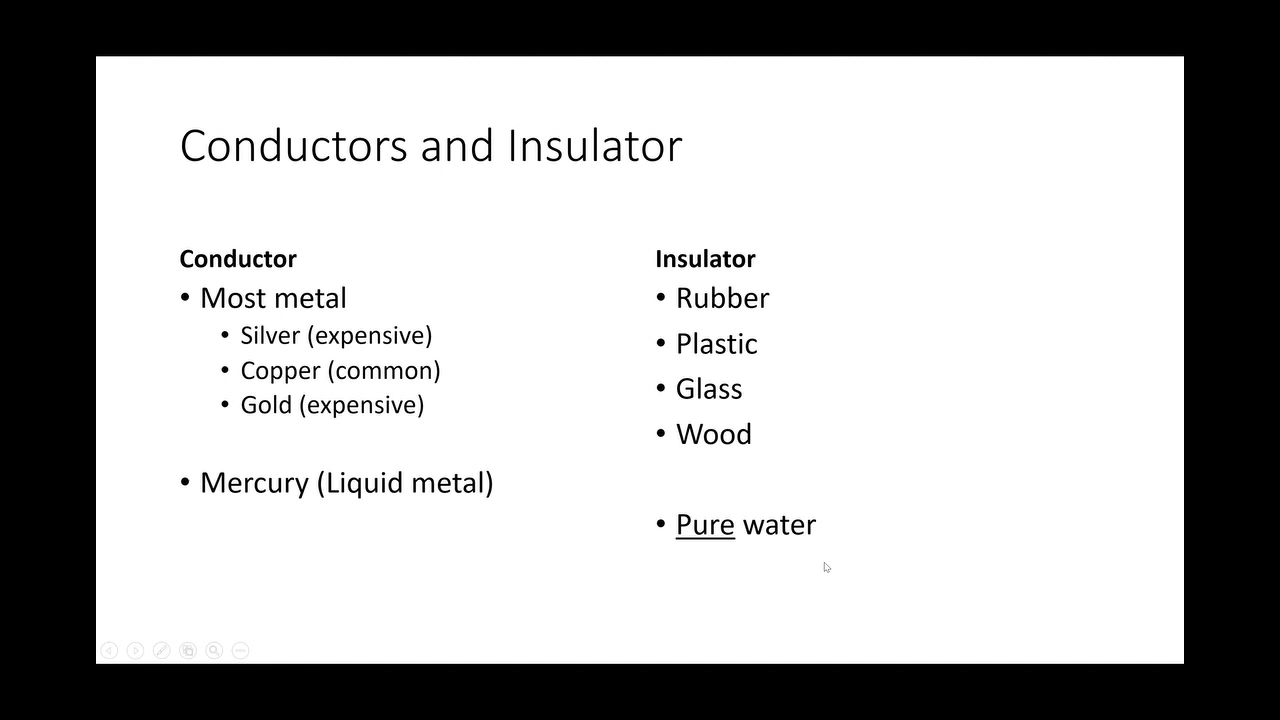 Conductors and Insulator
Conductor
• Most metal
• Silver (expensive)
• Copper (common)
• Gold (expensive)
• Mercury (Liquid metal)
Insulator
• Rubber
• Plastic
• Glass
• Wood
• Pure water